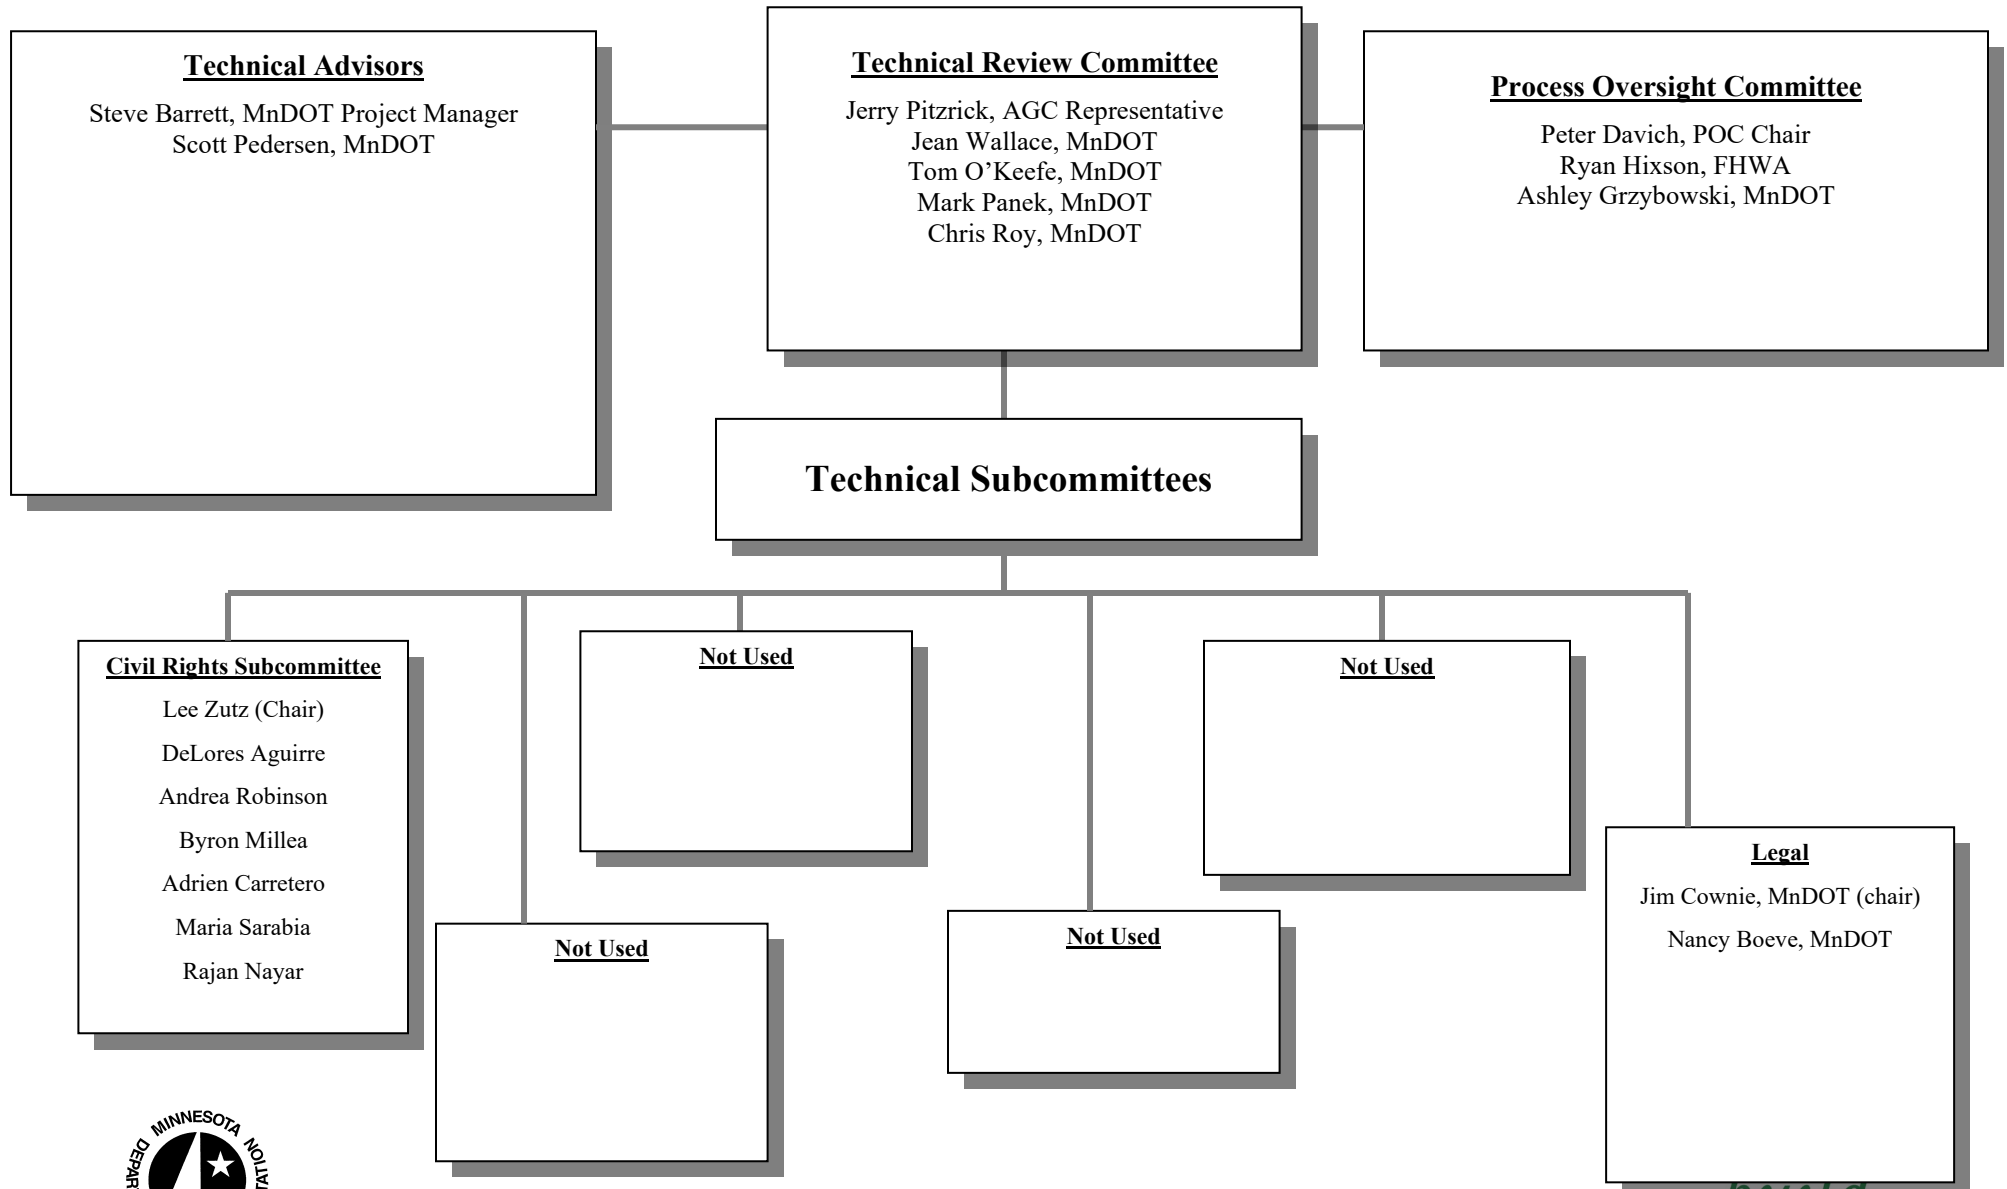 Technical Advisors
Steve Barrett, MnDOT Project Manager
Scott Pedersen, MnDOT
Technical Review Committee
Jerry Pitzrick, AGC Representative
Jean Wallace, MnDOT
Tom O’Keefe, MnDOT
Mark Panek, MnDOT
Chris Roy, MnDOT
Process Oversight Committee
Peter Davich, POC Chair
Ryan Hixson, FHWA
Ashley Grzybowski, MnDOT
Technical Subcommittees
Civil Rights Subcommittee
Lee Zutz (Chair)
DeLores Aguirre
Andrea Robinson
Byron Millea
Adrien Carretero
Maria Sarabia
Rajan Nayar
Not Used
Not Used
Not Used
Not Used
Legal
Jim Cownie, MnDOT (chair)
Nancy Boeve, MnDOT
MINNESOTA